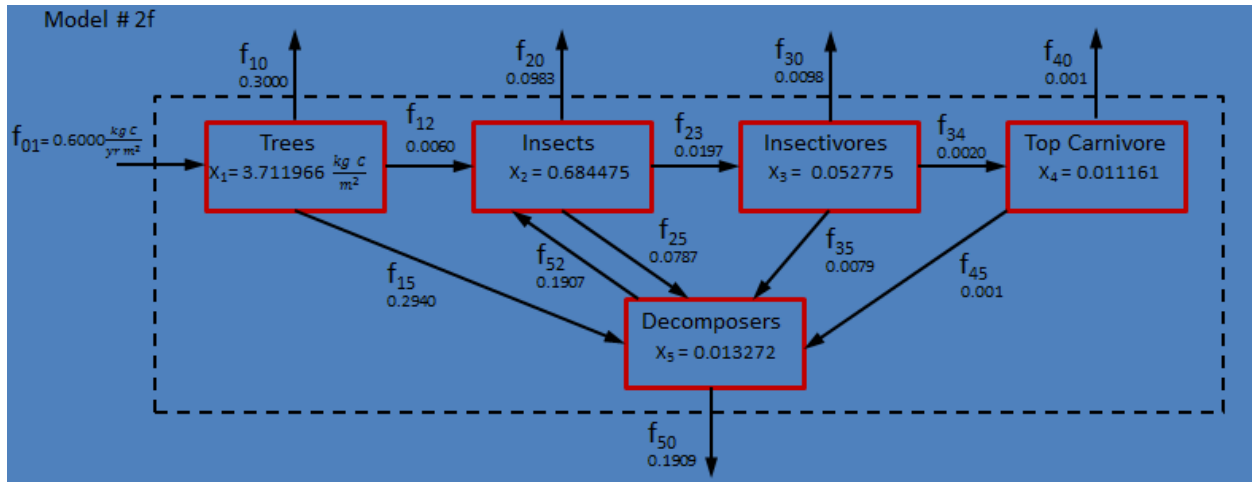 Model # 2f
f10
0.3000
f20
0.0983
f30
0.0098
f40
0.001
f01= 0.6000 kg C / yr m²
Trees
X1= 3.711966 kg C / m²
f12
0.0060
Insects
X2 = 0.684475
f23
0.0197
Insectivores
X3 = 0.052775
f34
0.0020
Top Carnivore
X4 = 0.011161
f15
0.2940
f52
0.1907
f25
0.0787
f35
0.0079
f45
0.001
Decomposers
X5 = 0.013272
f50
0.1909